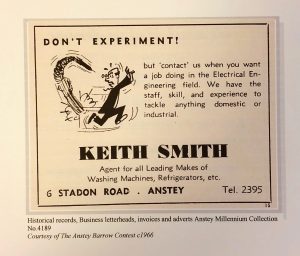 DON'T EXPERIMENT!
but 'contact' us when you want
a job doing in the Electrical En-
gineering field. We have the
staff, skill, and experience to
tackle anything domestic or
industrial.
KEITH SMITH
Agent for all Leading Makes of
Washing Machines, Refrigerators, etc.
6 STADON ROAD . ANSTEY
Tel. 2395
15
Historical records, Business letterheads, invoices and adverts Anstey Millennium Collection
No.4189
Courtesy of The Anstey Barrow Contest c1966